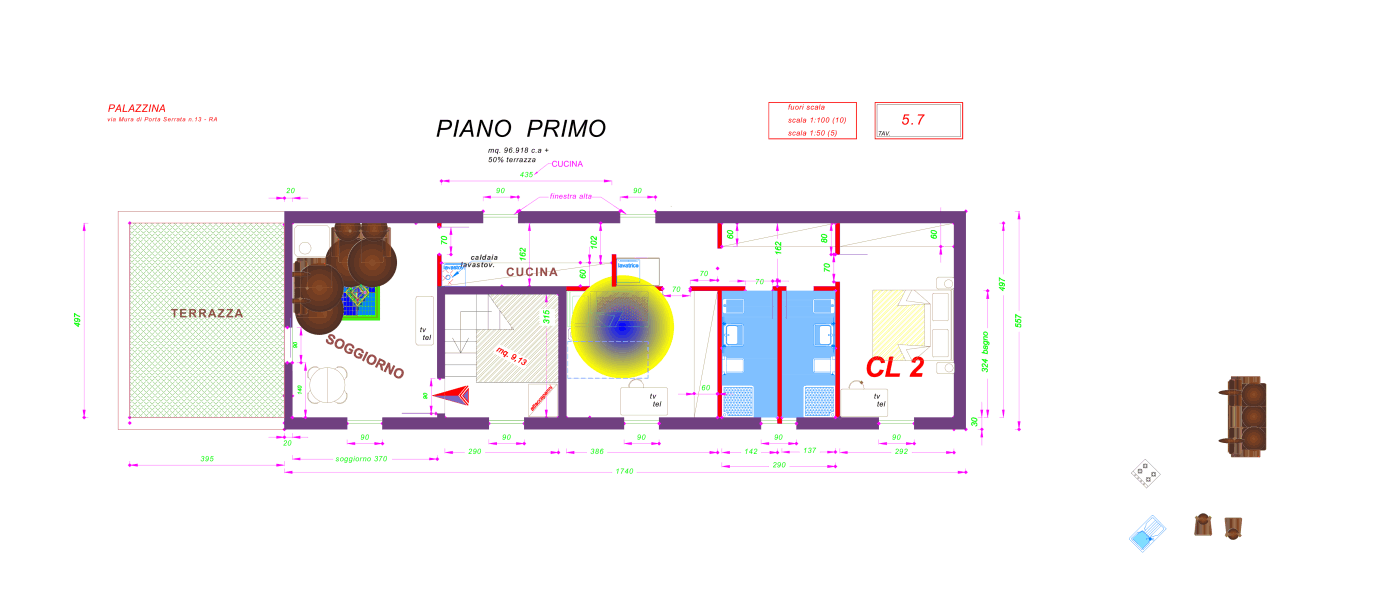 PALAZZINA
via Mura di Porta Serrata n.13 - RA
PIANO PRIMO
mq. 96.918 c.a +
50% terrazza
CUCINA
fuori scala
scala 1:100 (10)
scala 1:50 (5)
5.7
TAV.
435
20
90
finestra alta
90
70
162
102
60
60
162
80
60
caldaia
lavastov.
lavastov.
CUCINA
lavatrice
70
70
70
70
497
TERRAZZA
SOGGIORNO
90
140
tv
tel
315
mq. 9,13
attaccapanni
90
60
tv
tel
CL 2
tv
tel
324 bagno
497
557
30
20
90
90
90
90
90
395
soggiorno 370
290
386
142
137
282
296
1740